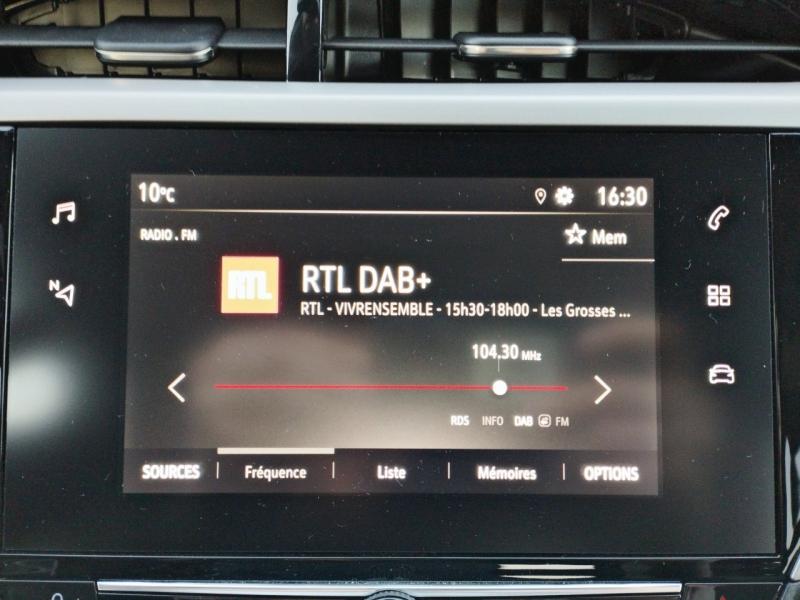 10°C 16:30
RADIO . FM Mem
RTL
RTL DAB+
RTL - VIVRENSEMBLE - 15h30-18h00 - Les Grosses ...
104.30 MHz
RDS INFO DAB FM
SOURCES Fréquence Liste Mémoires OPTIONS
N